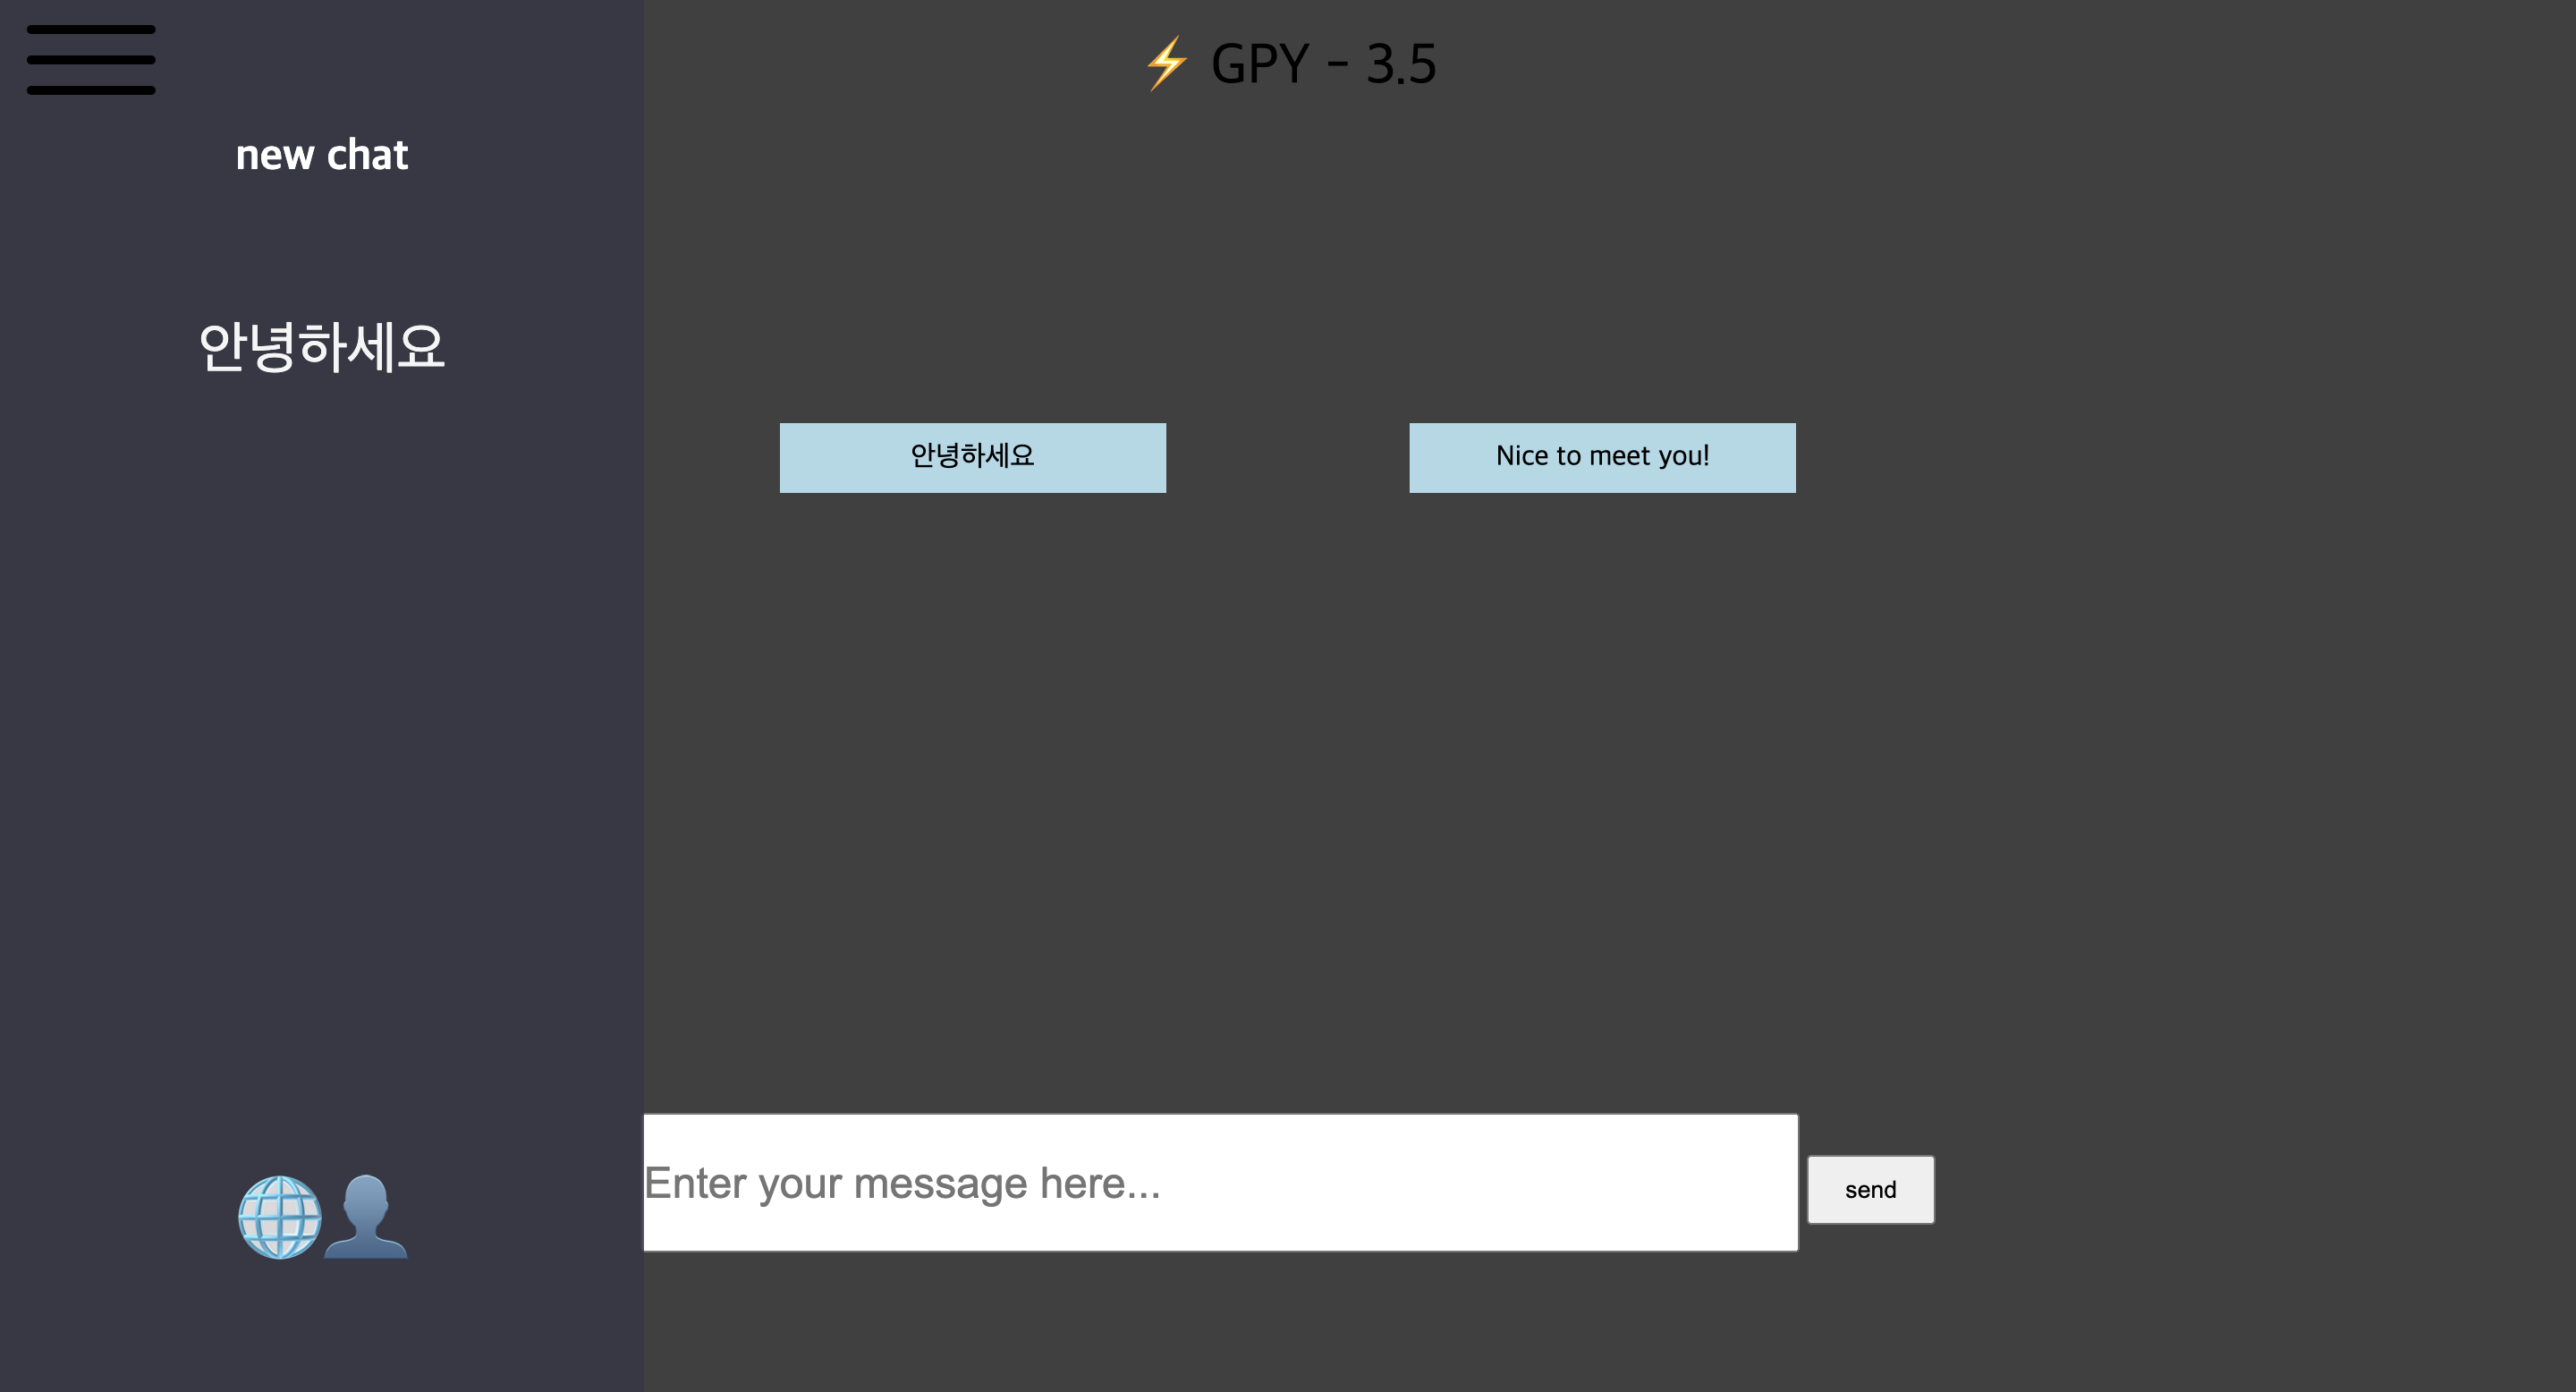 ⚡ GPY - 3.5
new chat
안녕하세요
안녕하세요
Nice to meet you!
Enter your message here...
send